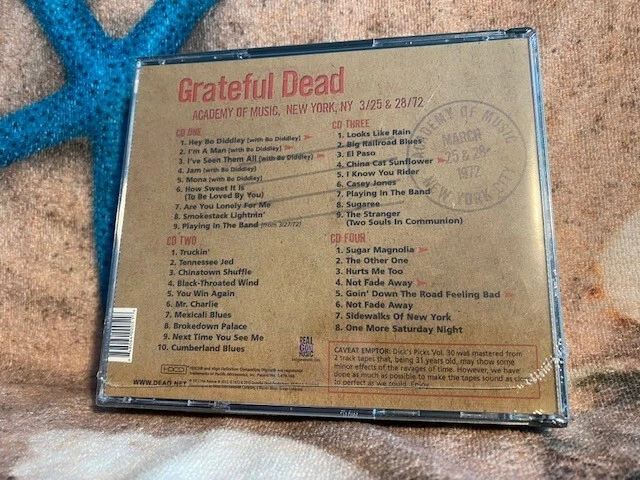 Grateful Dead
ACADEMY OF MUSIC, NEW YORK, NY 3/25 & 28/72
CD ONE
1. Hey Bo Diddley (with Bo Diddley)
2. I'm A Man (with Bo Diddley)
3. I've Seen Them All (with Bo Diddley)
4. Jam (with Bo Diddley)
5. Mona (with Bo Diddley)
6. How Sweet It Is
(To Be Loved By You)
7. Are You Lonely For Me
8. Smokestack Lightnin'
9. Playing In The Band (from 3/27/72)
CD TWO
1. Truckin'
2. Tennessee Jed
3. Chinatown Shuffle
4. Black-Throated Wind
5. You Win Again
6. Mr. Charlie
7. Mexicali Blues
8. Brokedown Palace
9. Next Time You See Me
10. Cumberland Blues
CD THREE
1. Looks Like Rain
2. Big Railroad Blues
3. El Paso
4. China Cat Sunflower
5. I Know You Rider
6. Casey Jones
7. Playing In The Band
8. Sugaree
9. The Stranger
(Two Souls In Communion)
CD FOUR
1. Sugar Magnolia
2. The Other One
3. Hurts Me Too
4. Not Fade Away
5. Goin' Down The Road Feeling Bad
6. Not Fade Away
7. Sidewalks Of New York
8. One More Saturday Night
ACADEMY OF MUSIC
MARCH
25 & 28
1972
NEW YORK
REAL
GONE
MUSIC
CAVEAT EMPTOR: Dick's Picks Vol. 30 was mastered from
2 track tapes that, being 31 years old, may show some
minor effects of the ravages of time. However, we have
done as much as possible to make the tapes sound as close
to perfect as we could. Enjoy.
HDCD
WWW.DEAD.NET